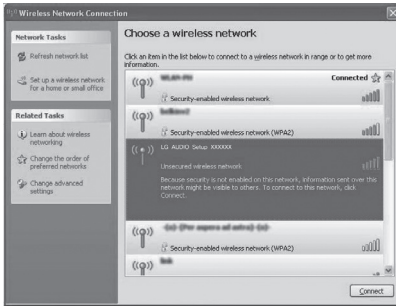 Wireless Network Connection
Network Tasks
Refresh network list
Set up a wireless network
for a home or small office
Related Tasks
Learn about wireless
networking
Change the order of
preferred networks
Change advanced
settings
Choose a wireless network
Click an item in the list below to connect to a wireless network in range or to get more
information.
Connected
Security-enabled wireless network
Security-enabled wireless network (WPA2)
LG AUDIO Setup XXXXXX
Unsecured wireless network
Because security is not enabled on this network, information sent over this
network might be visible to others. To connect to this network, click
Connect.
Security-enabled wireless network (WPA2)
Connect